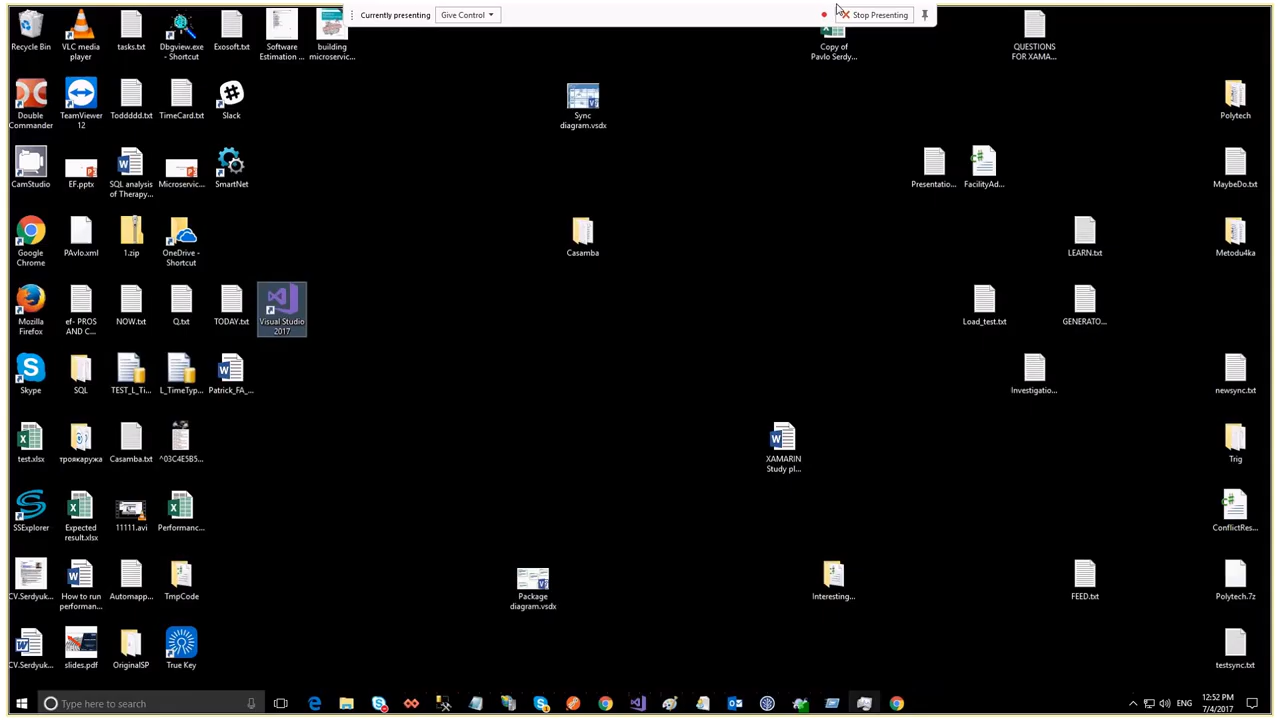 Currently presenting
Give Control
Stop Presenting
Recycle Bin
VLC media
player
tasks.txt
Dbgview.exe
- Shortcut
Exosoft.txt
Software
Estimation ...
building
microservic...
Copy of
Pavlo Serdy...
QUESTIONS
FOR XAMA...
Double
Commander
TeamViewer
12
Toddddd.txt
TimeCard.txt
Slack
Sync
diagram.vsdx
Polytech
CamStudio
EF.pptx
SQL analysis
of Therapy...
Microservic...
SmartNet
Presentatio...
FacilityAd...
MaybeDo.txt
Google
Chrome
PAvlo.xml
1.zip
OneDrive -
Shortcut
Casamba
LEARN.txt
Metodu4ka
Mozilla
Firefox
ef- PROS
AND C...
NOW.txt
Q.txt
TODAY.txt
Visual Studio
2017
Load_test.txt
GENERATO...
Skype
SQL
TEST_L_Ti...
L_TimeTyp...
Patrick_FA_...
Investigatio...
newsync.txt
test.xlsx
троякаружа
Casamba.txt
^03C4E5B5...
XAMARIN
Study pl...
Trig
SSExplorer
Expected
result.xlsx
11111.avi
Performanc...
ConflictRes...
CV.Serdyuk...
How to run
performan...
Automapp...
TmpCode
Package
diagram.vsdx
Interesting...
FEED.txt
Polytech.7z
CV.Serdyuk...
slides.pdf
OriginalSP
True Key
testsync.txt
Type here to search
ENG
12:52 PM
7/4/2017